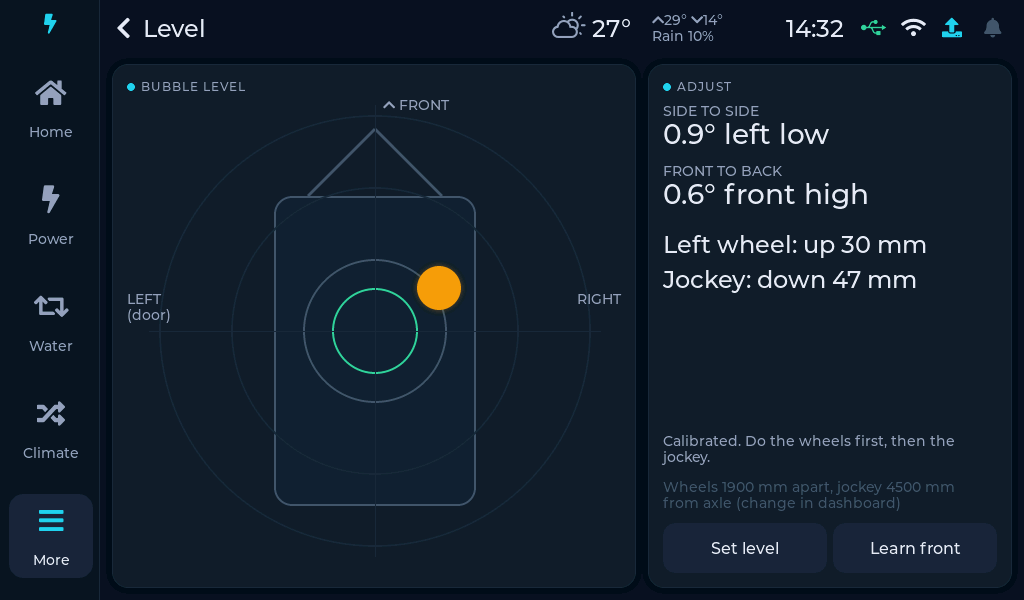 Level
27°
29° 14°
Rain 10%
14:32
Home
Power
Water
Climate
More
BUBBLE LEVEL
FRONT
LEFT
(door)
RIGHT
ADJUST
SIDE TO SIDE
0.9° left low
FRONT TO BACK
0.6° front high
Left wheel: up 30 mm
Jockey: down 47 mm
Calibrated. Do the wheels first, then the
jockey.
Wheels 1900 mm apart, jockey 4500 mm
from axle (change in dashboard)
Set level
Learn front